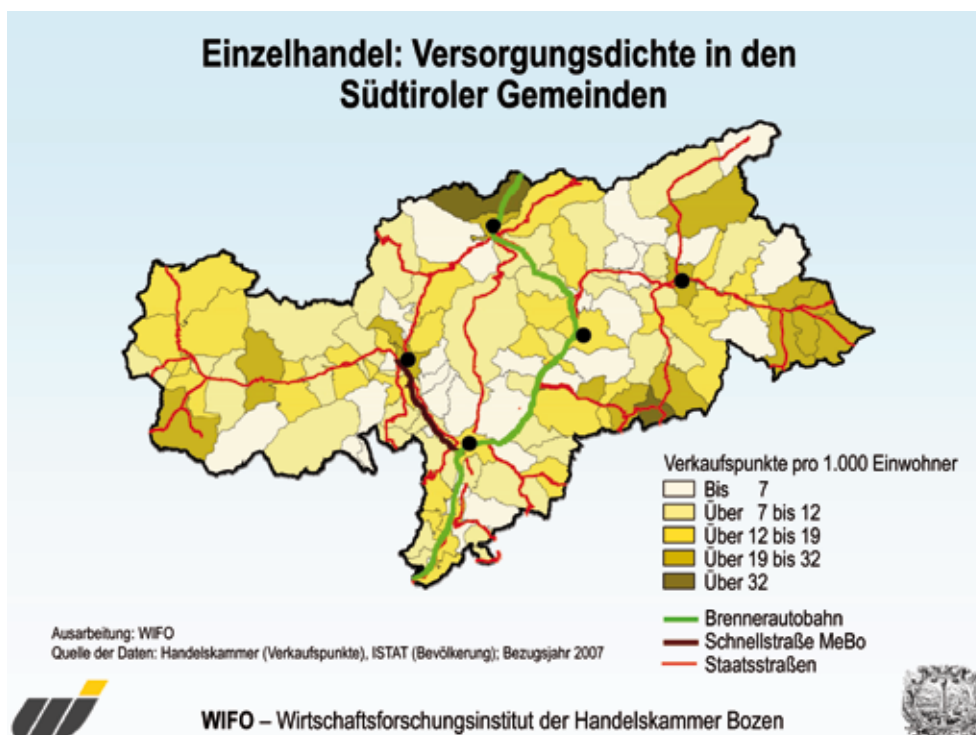 Einzelhandel: Versorgungsdichte in den
Südtiroler Gemeinden
Verkaufspunkte pro 1.000 Einwohner
Bis 7
Über 7 bis 12
Über 12 bis 19
Über 19 bis 32
Über 32
Brennerautobahn
Schnellstraße MeBo
Staatsstraßen
Ausarbeitung: WIFO
Quelle der Daten: Handelskammer (Verkaufspunkte), ISTAT (Bevölkerung); Bezugsjahr 2007
WIFO – Wirtschaftsforschungsinstitut der Handelskammer Bozen